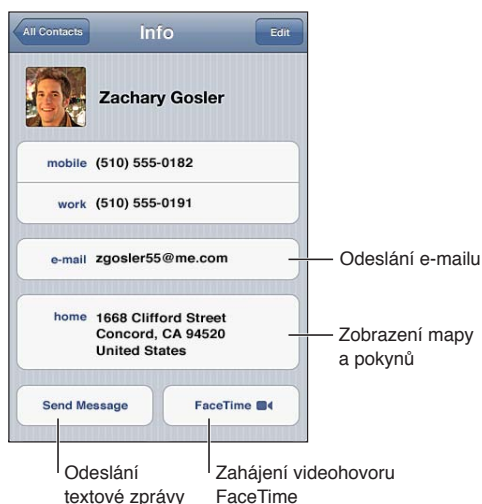 All Contacts
Info
Edit
Zachary Gosler
mobile (510) 555-0182
work (510) 555-0191
e-mail zgosler55@me.com
Odeslání e-mailu
home 1668 Clifford Street
Concord, CA 94520
United States
Zobrazení mapy
a pokynů
Send Message
FaceTime
Odeslání
textové zprávy
Zahájení videohovoru
FaceTime